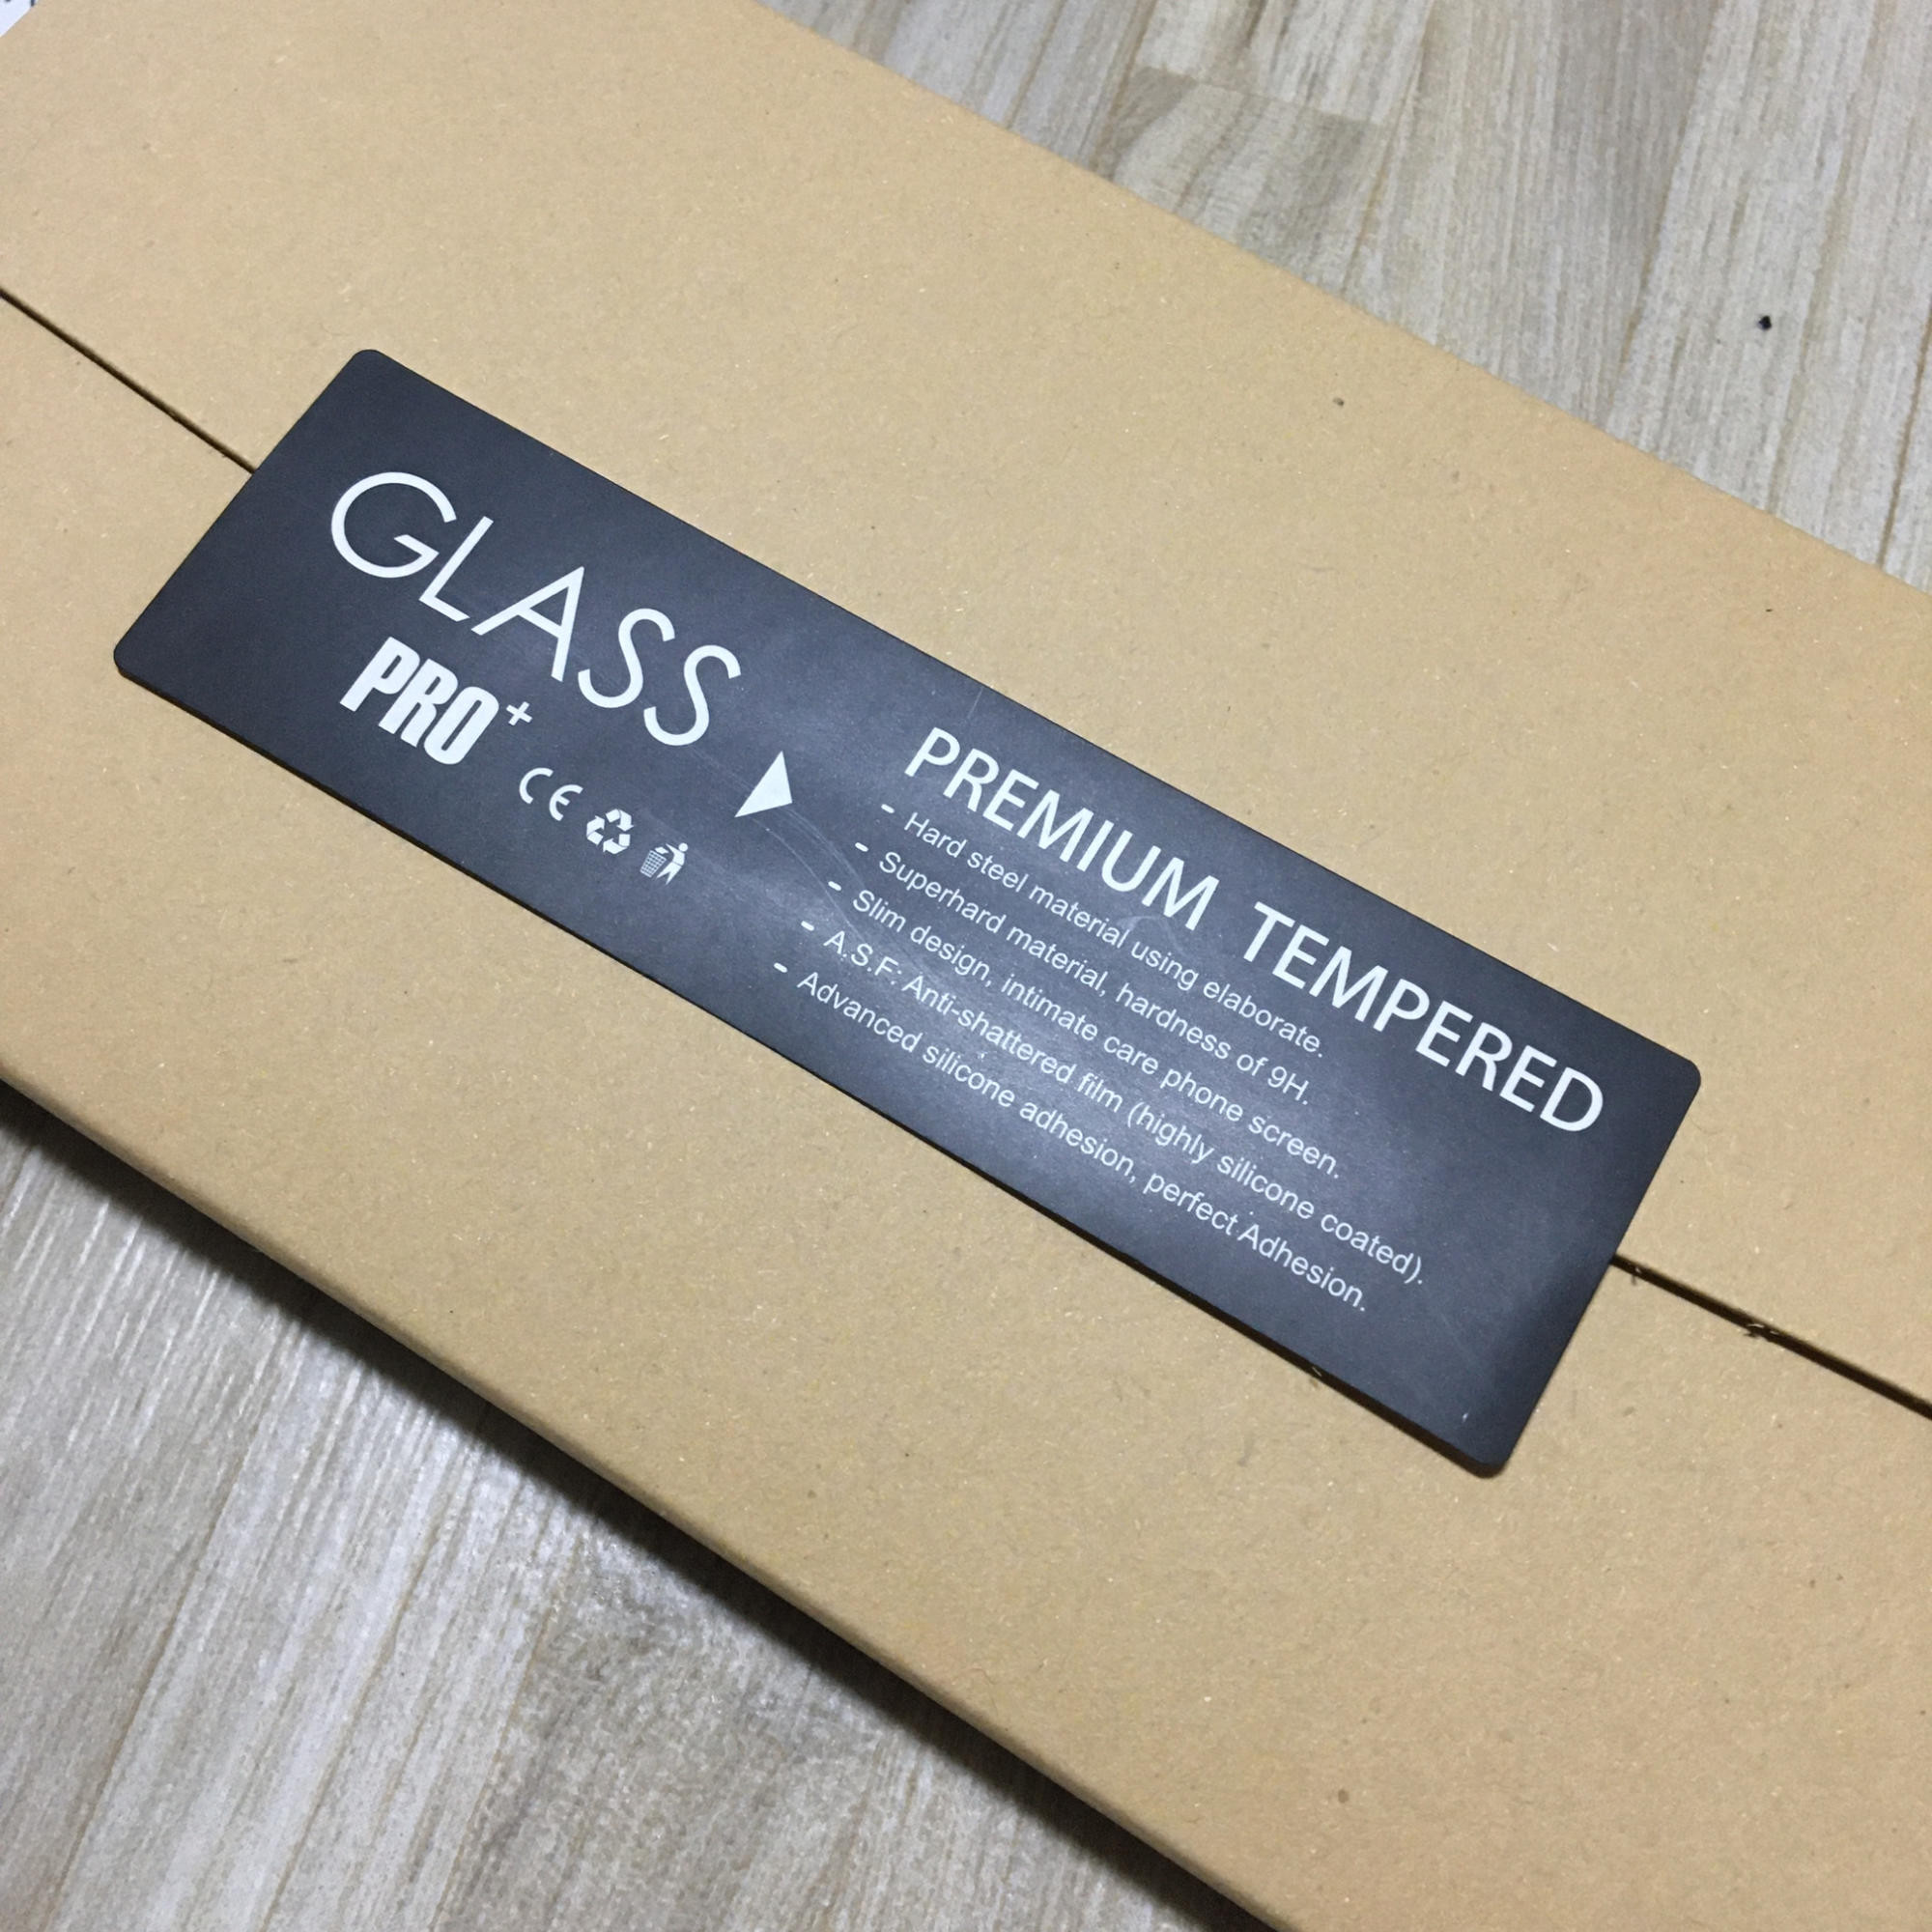 GLASS
PRO+
CE
PREMIUM TEMPERED
- Hard steel material using elaborate.
- Superhard material, hardness of 9H.
- Slim design, intimate care phone screen.
- A.S.F: Anti-shattered film (highly silicone coated).
- Advanced silicone adhesion, perfect Adhesion.